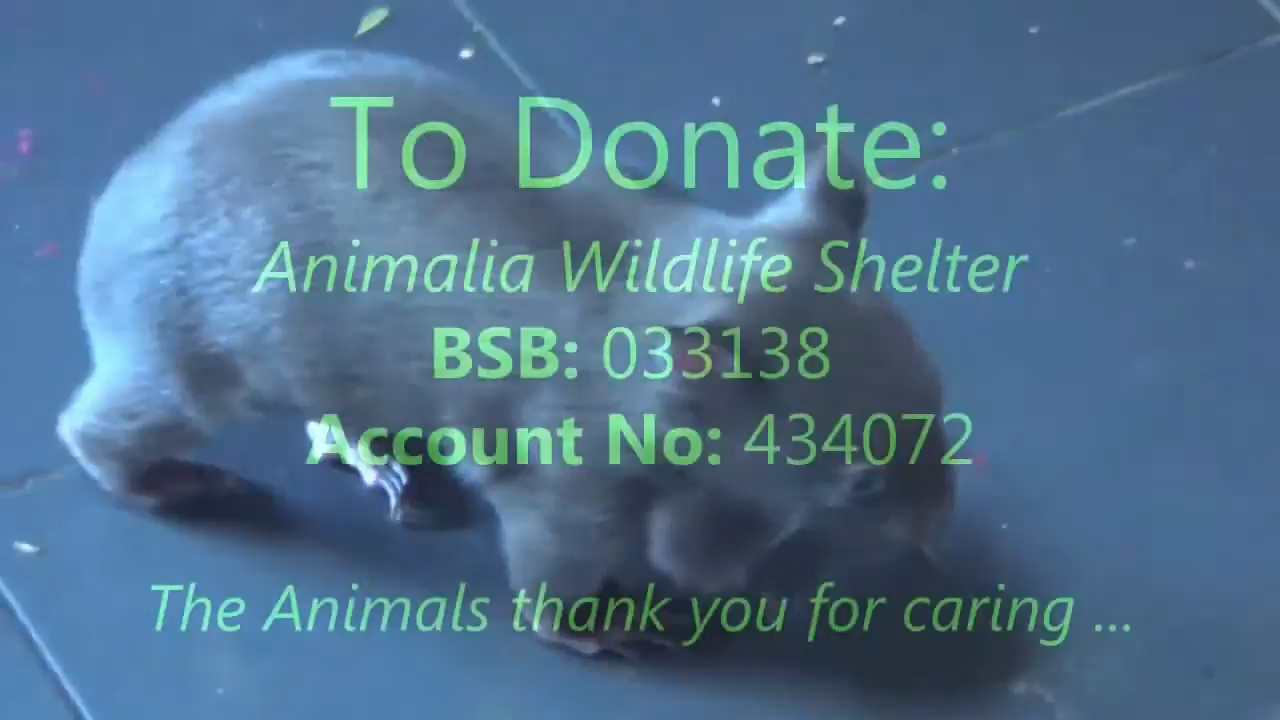 To Donate:
Animalia Wildlife Shelter
BSB: 033138
Account No: 434072
The Animals thank you for caring ...